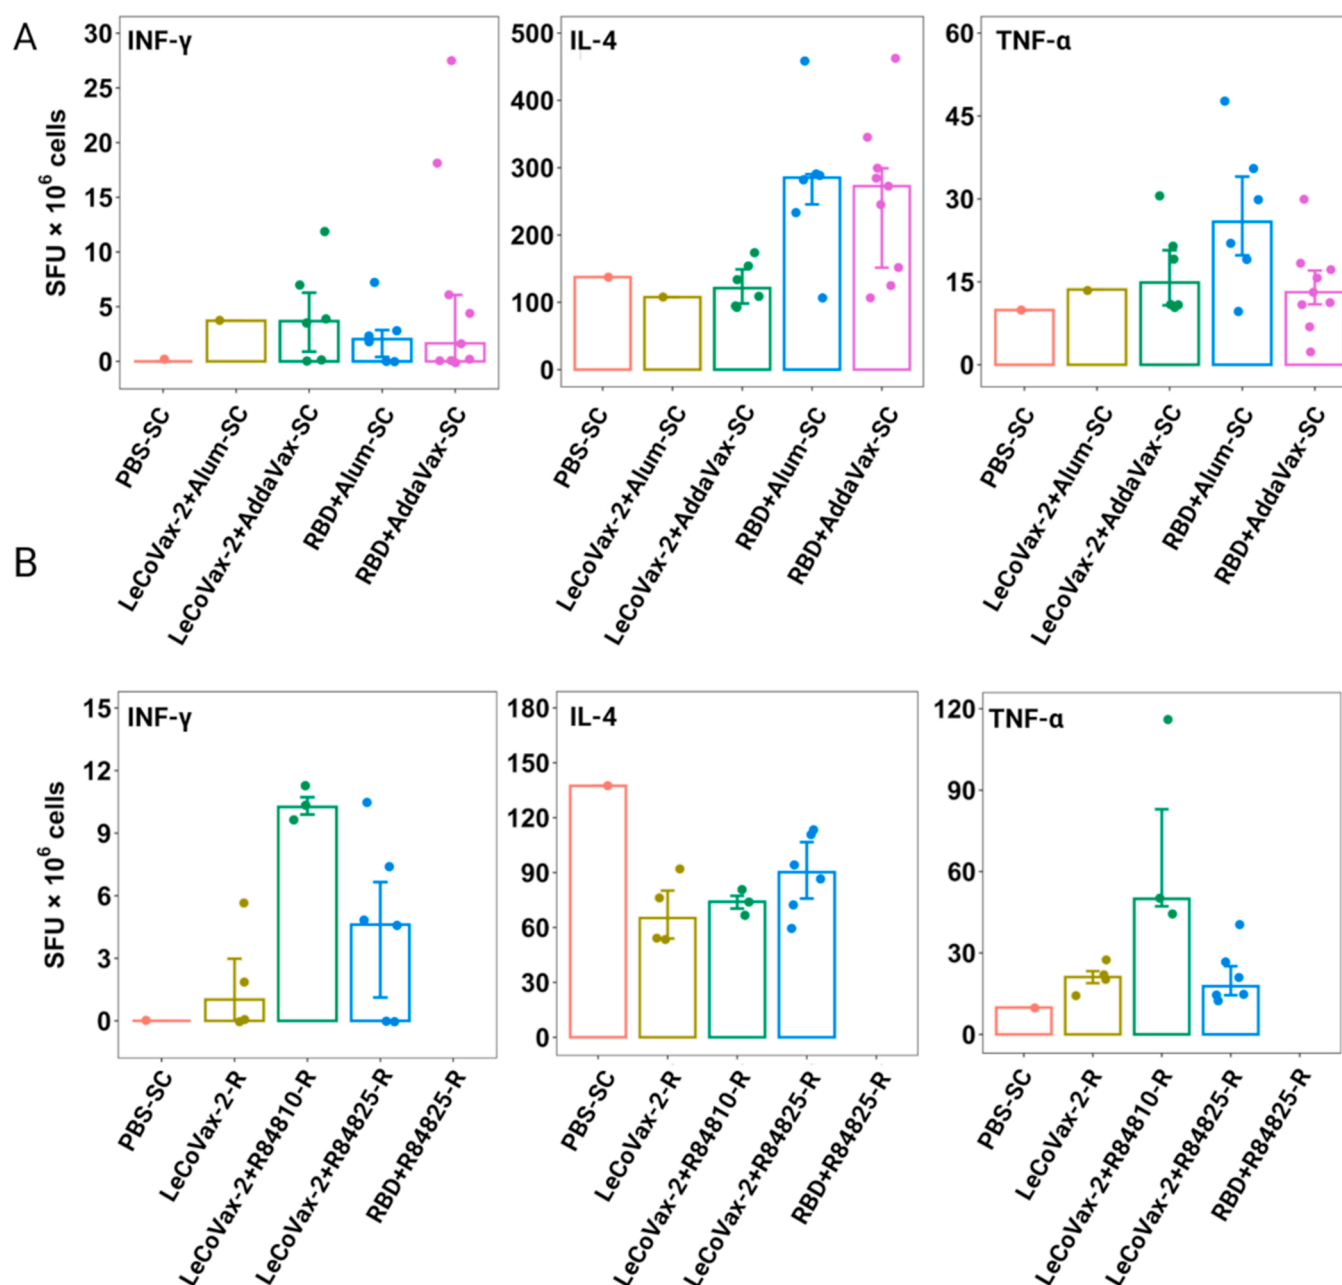 A
INF-γ
IL-4
TNF-α
SFU × 10⁶ cells
30
25
20
15
10
5
0
500
400
300
200
100
0
60
45
30
15
0
PBS-SC
LeCoVax-2+Alum-SC
LeCoVax-2+AddaVax-SC
RBD+Alum-SC
RBD+AddaVax-SC
PBS-SC
LeCoVax-2+Alum-SC
LeCoVax-2+AddaVax-SC
RBD+Alum-SC
RBD+AddaVax-SC
PBS-SC
LeCoVax-2+Alum-SC
LeCoVax-2+AddaVax-SC
RBD+Alum-SC
RBD+AddaVax-SC
B
INF-γ
IL-4
TNF-α
SFU × 10⁶ cells
15
12
9
6
3
0
180
150
120
90
60
30
0
120
90
60
30
0
PBS-SC
LeCoVax-2-R
LeCoVax-2+R84810-R
LeCoVax-2+R84825-R
RBD+R84825-R
PBS-SC
LeCoVax-2-R
LeCoVax-2+R84810-R
LeCoVax-2+R84825-R
RBD+R84825-R
PBS-SC
LeCoVax-2-R
LeCoVax-2+R84810-R
LeCoVax-2+R84825-R
RBD+R84825-R